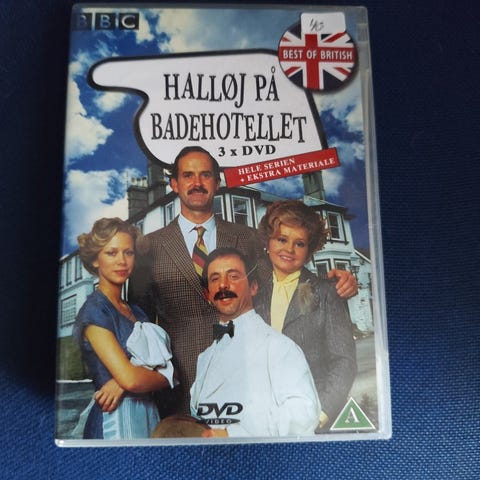 BBC
BEST OF BRITISH
HALLØJ PÅ
BADEHOTELLET
3 x DVD
HELE SERIEN
+ EKSTRA MATERIALE
DVD
VIDEO
A